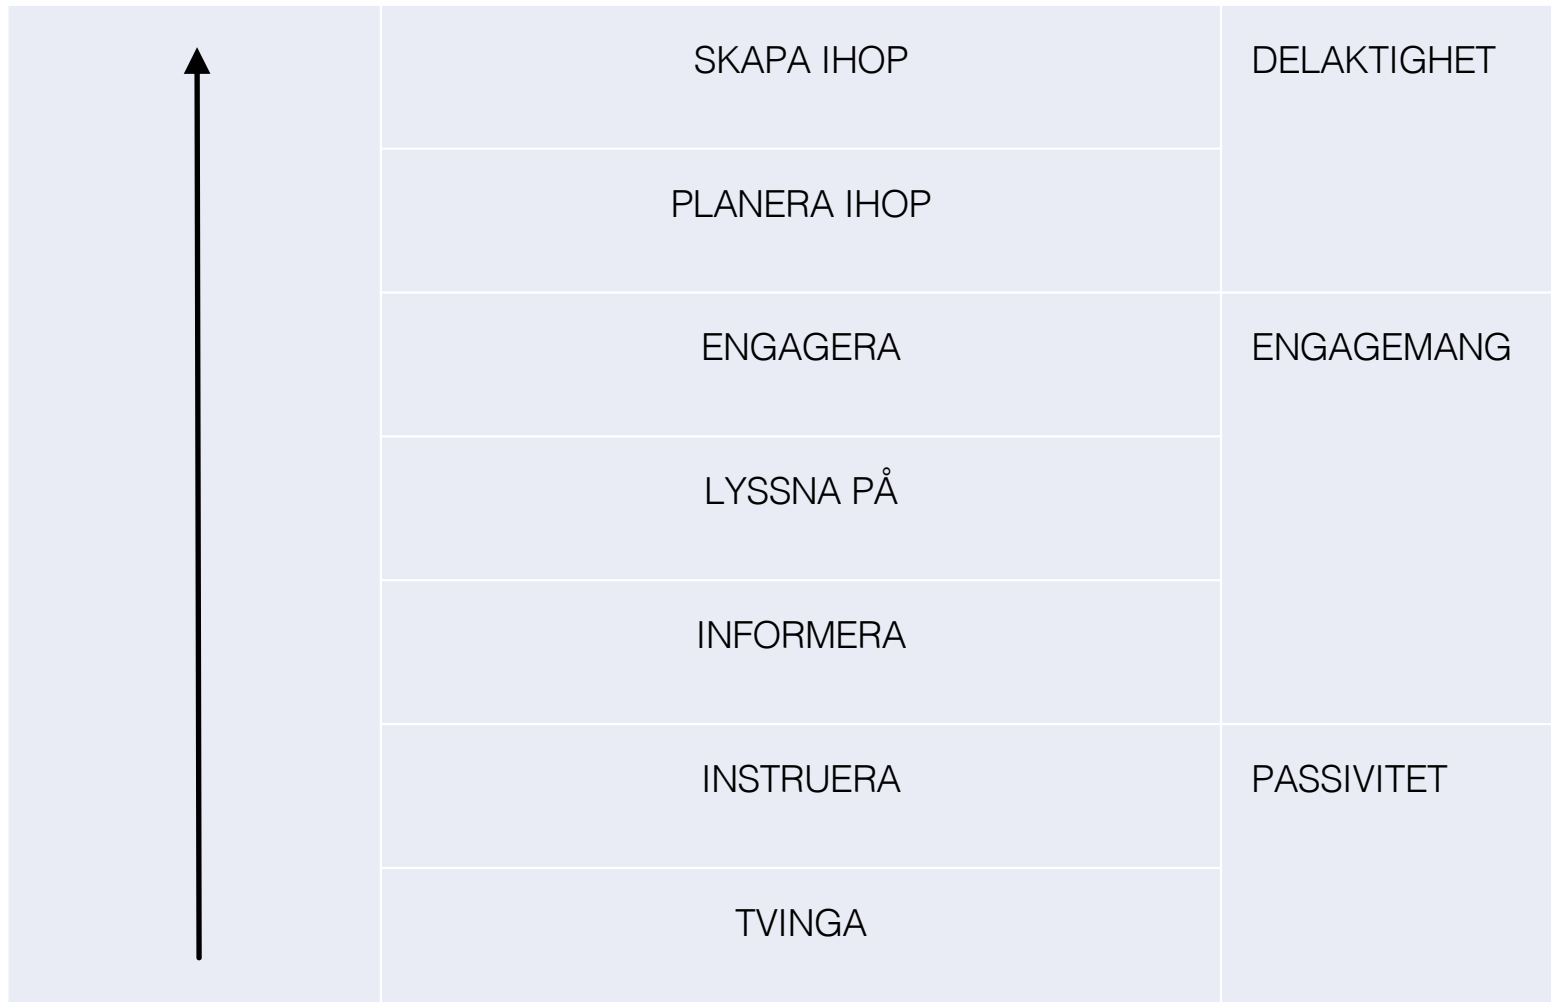 SKAPA IHOP
DELAKTIGHET
PLANERA IHOP
ENGAGERA
ENGAGEMANG
LYSSNA PÅ
INFORMERA
INSTRUERA
PASSIVITET
TVINGA